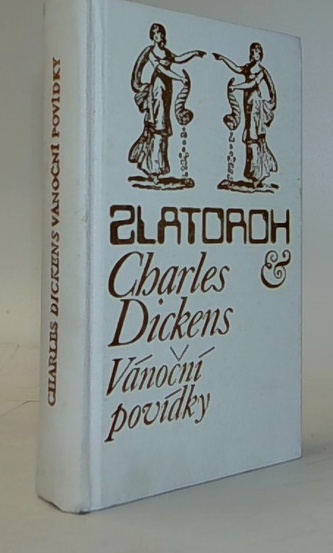 CHARLES DICKENS VÁNOČNÍ POVÍDKY
ZLATOROH
&
Charles
Dickens
Vánoční
povídky